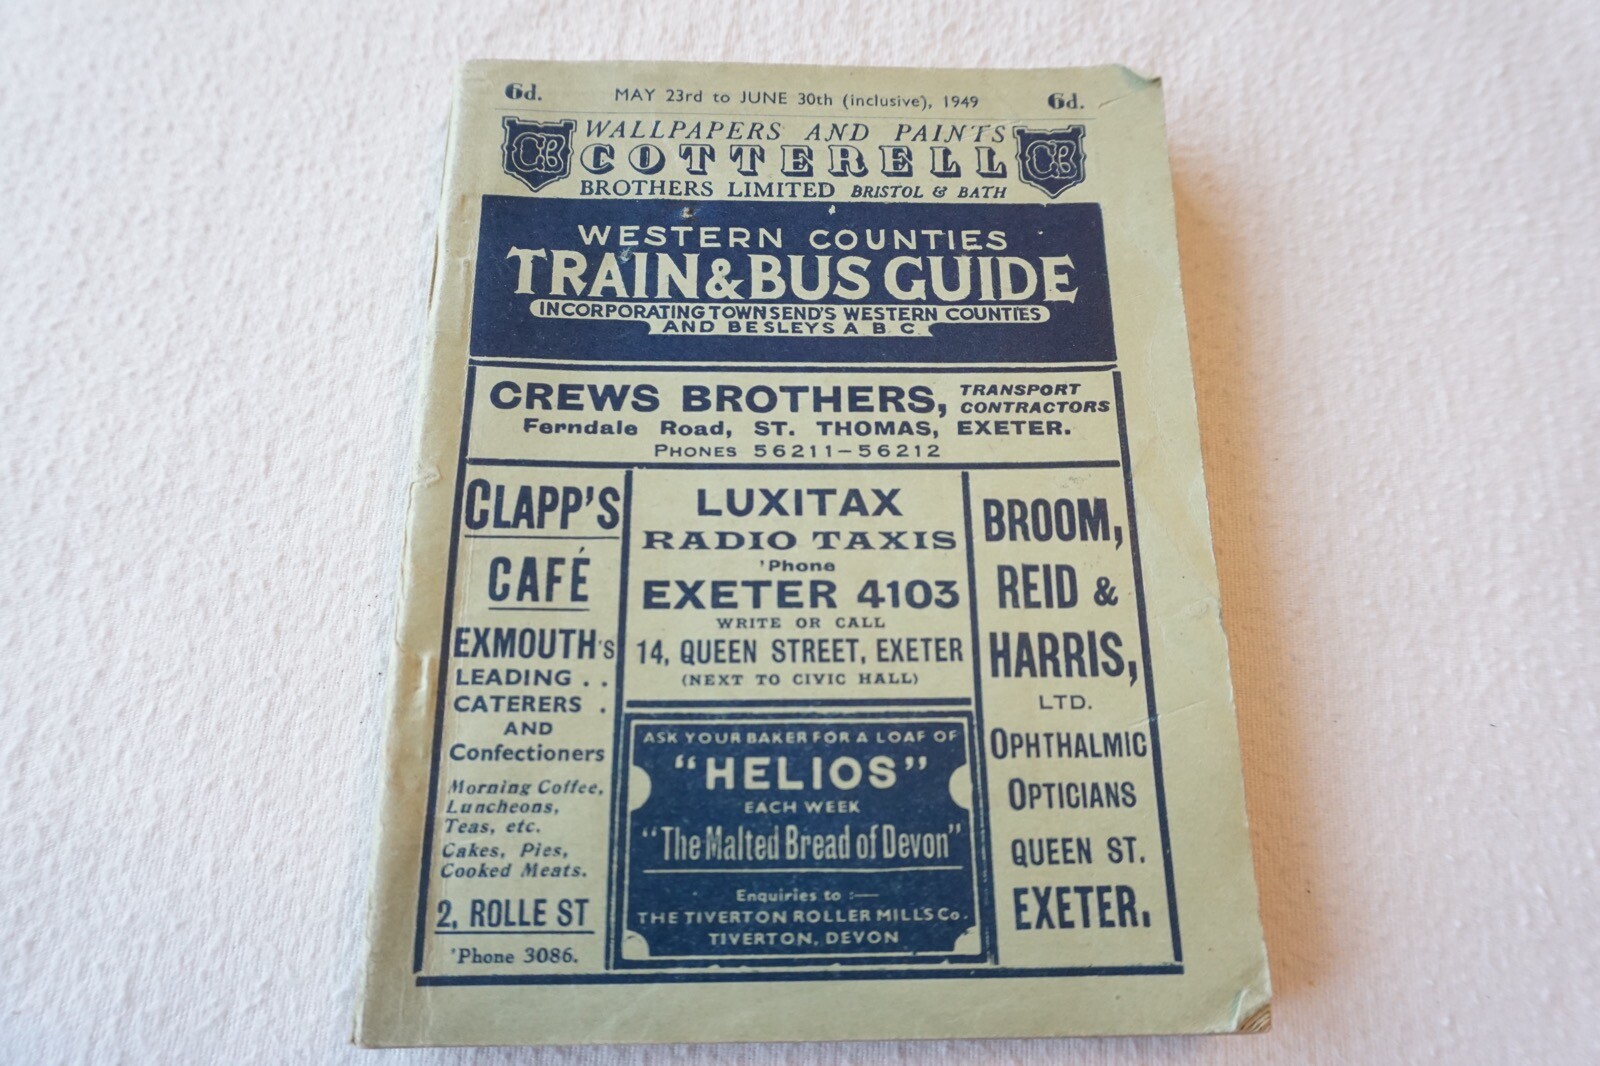 6d. MAY 23rd to JUNE 30th (inclusive), 1949 6d.
CB WALLPAPERS AND PAINTS CB
COTTERELL
BROTHERS LIMITED BRISTOL & BATH
WESTERN COUNTIES
TRAIN & BUS GUIDE
INCORPORATING TOWNSEND'S WESTERN COUNTIES
AND BESLEYS A B C.
CREWS BROTHERS, TRANSPORT
CONTRACTORS
Ferndale Road, ST. THOMAS, EXETER.
PHONES 56211–56212
CLAPP'S
CAFÉ
EXMOUTH'S
LEADING . .
CATERERS .
AND
Confectioners
Morning Coffee,
Luncheons,
Teas, etc.
Cakes, Pies,
Cooked Meats.
2, ROLLE ST
'Phone 3086.
LUXITAX
RADIO TAXIS
'Phone
EXETER 4103
WRITE OR CALL
14, QUEEN STREET, EXETER
(NEXT TO CIVIC HALL)
ASK YOUR BAKER FOR A LOAF OF
"HELIOS"
EACH WEEK
"The Malted Bread of Devon"
Enquiries to :—
THE TIVERTON ROLLER MILLS Co.
TIVERTON, DEVON
BROOM,
REID &
HARRIS,
LTD.
OPHTHALMIC
OPTICIANS
QUEEN ST.
EXETER.